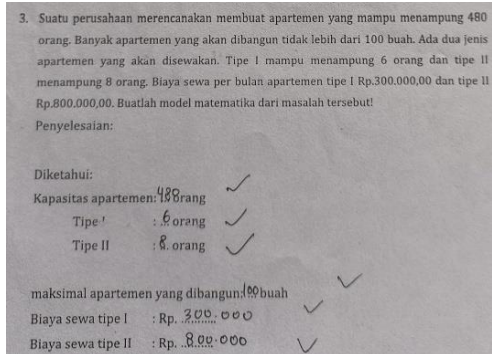 3. Suatu perusahaan merencanakan membuat apartemen yang mampu menampung 480
orang. Banyak apartemen yang akan dibangun tidak lebih dari 100 buah. Ada dua jenis
apartemen yang akan disewakan. Tipe I mampu menampung 6 orang dan tipe II
menampung 8 orang. Biaya sewa per bulan apartemen tipe I Rp.300.000,00 dan tipe II
Rp.800.000,00. Buatlah model matematika dari masalah tersebut!
Penyelesaian:
Diketahui:
Kapasitas apartemen: 480rang
Tipe I : 6 orang
Tipe II : 8. orang
maksimal apartemen yang dibangun:100 buah
Biaya sewa tipe I : Rp. 300.000
Biaya sewa tipe II : Rp. 800.000